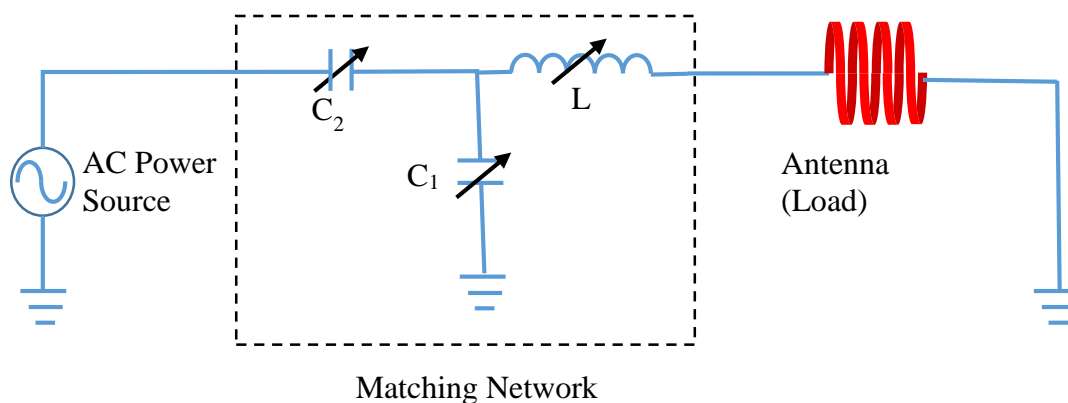 C2
L
AC Power
Source
C1
Antenna
(Load)
Matching Network